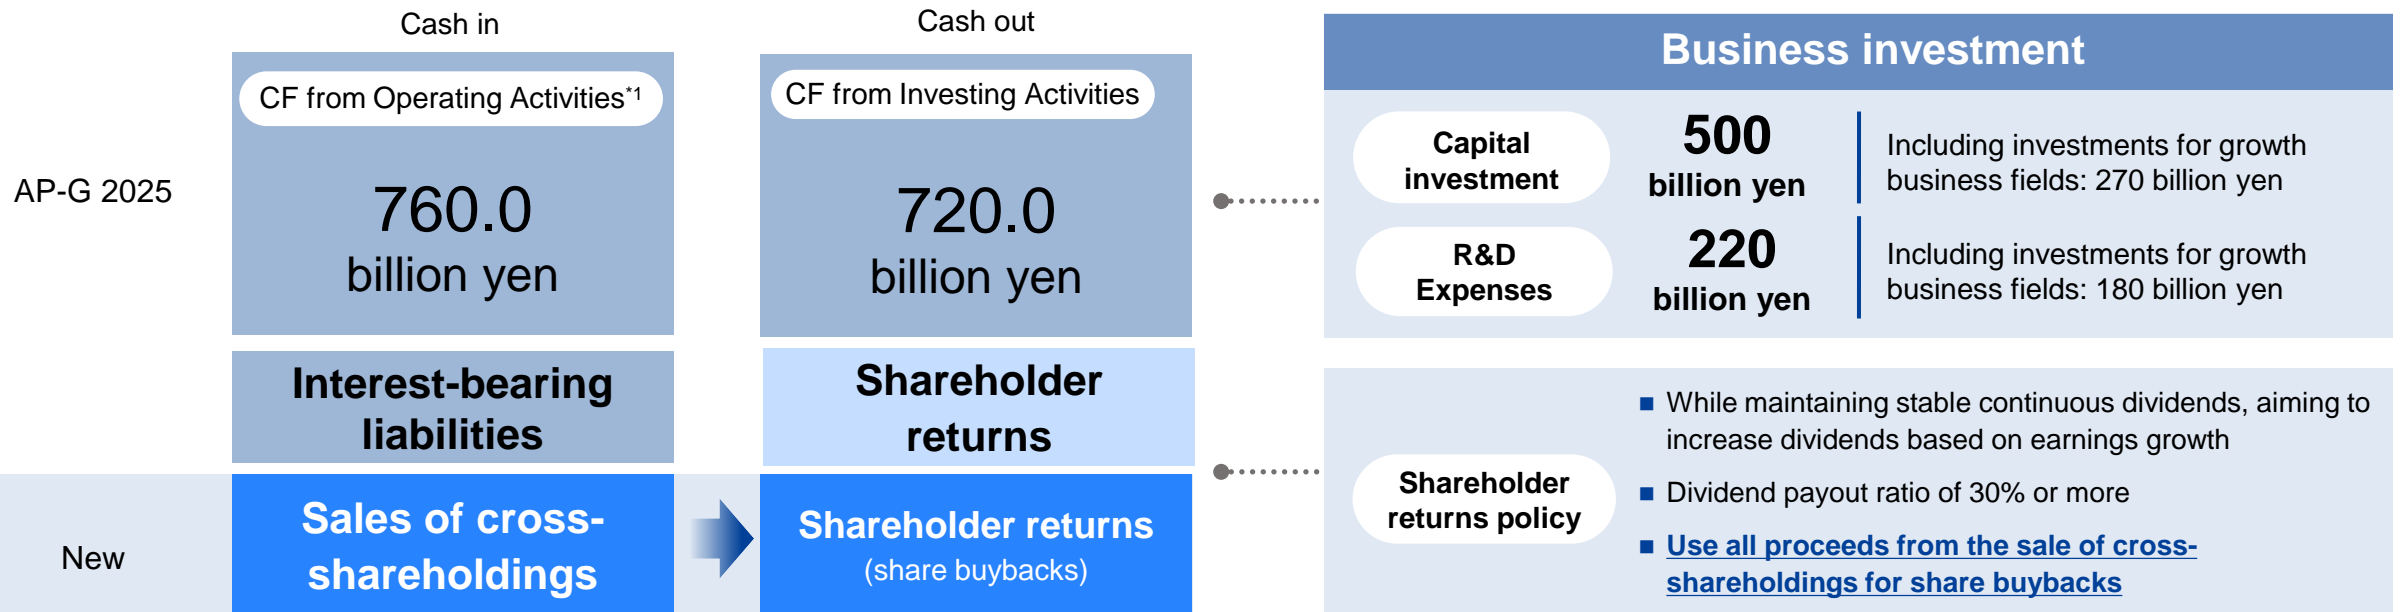 Cash in
Cash out
AP-G 2025
CF from Operating Activities*1
760.0
billion yen
CF from Investing Activities
720.0
billion yen
Interest-bearing
liabilities
Shareholder
returns
New
Sales of cross-
shareholdings
Shareholder returns
(share buybacks)
Business investment
Capital
investment
500
billion yen
Including investments for growth
business fields: 270 billion yen
R&D
Expenses
220
billion yen
Including investments for growth
business fields: 180 billion yen
Shareholder
returns policy
■ While maintaining stable continuous dividends, aiming to
increase dividends based on earnings growth
■ Dividend payout ratio of 30% or more
■ Use all proceeds from the sale of cross-
shareholdings for share buybacks